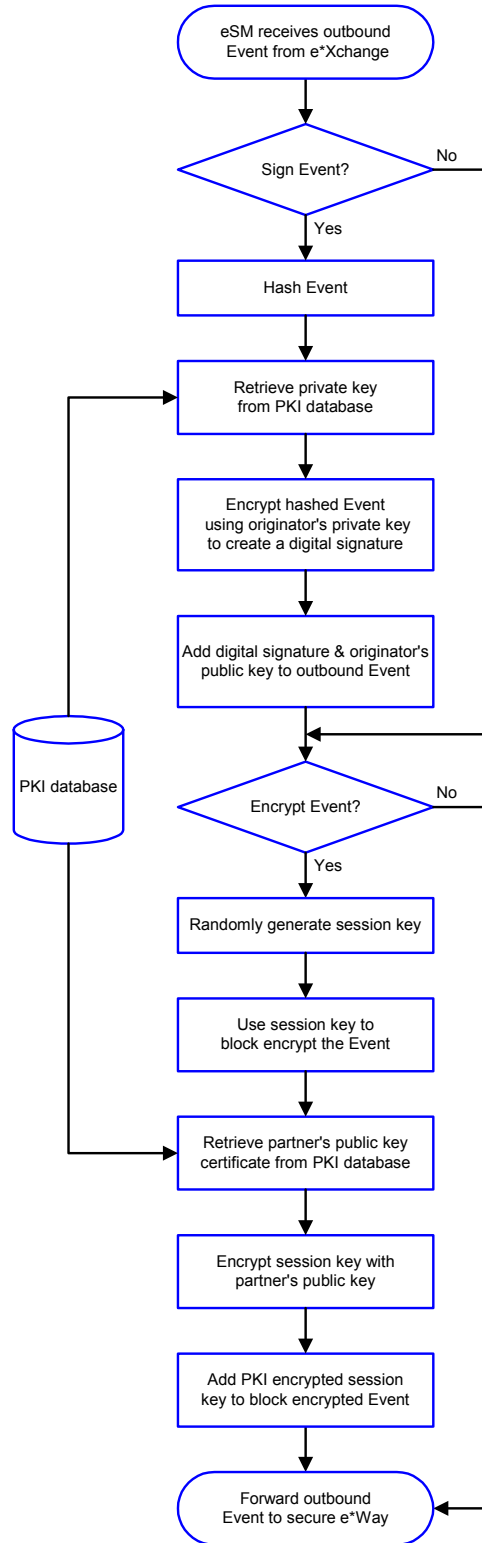 eSM receives outbound
Event from e*Xchange
Sign Event?
No
Yes
Hash Event
Retrieve private key
from PKI database
Encrypt hashed Event
using originator's private key
to create a digital signature
Add digital signature & originator's
public key to outbound Event
PKI database
Encrypt Event?
No
Yes
Randomly generate session key
Use session key to
block encrypt the Event
Retrieve partner's public key
certificate from PKI database
Encrypt session key with
partner's public key
Add PKI encrypted session
key to block encrypted Event
Forward outbound
Event to secure e*Way